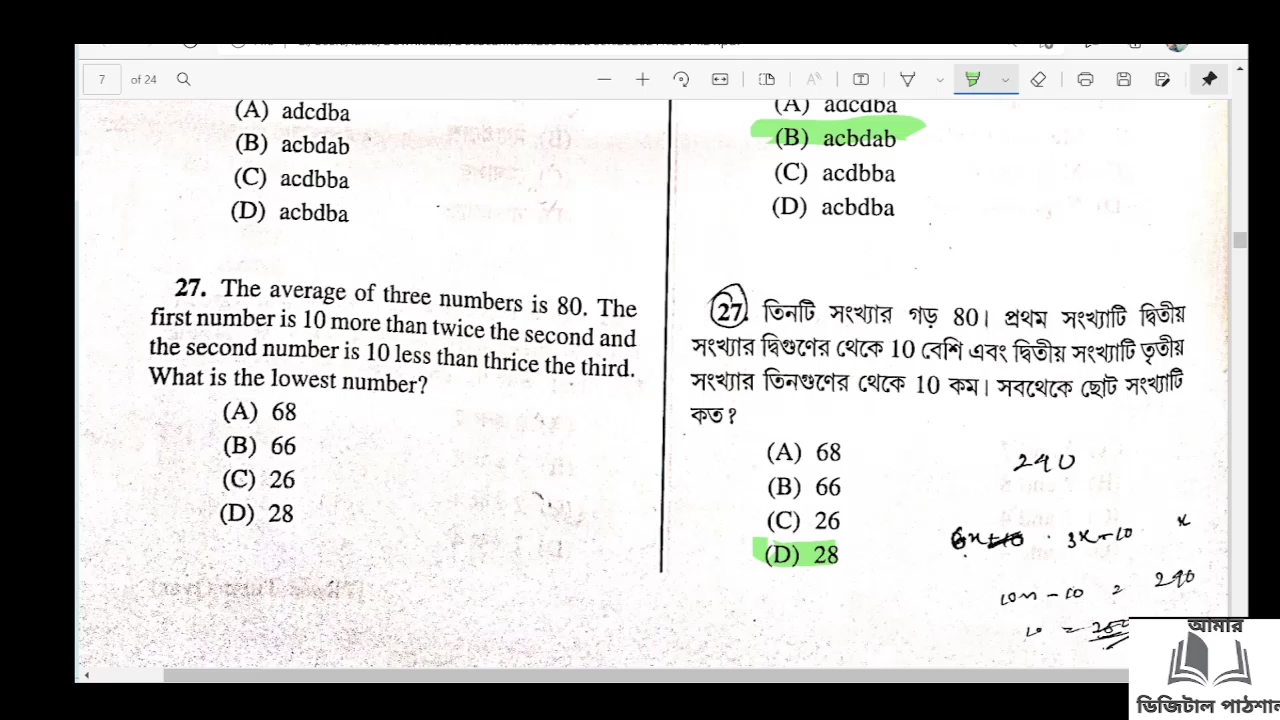 7 of 24
(A) adcdba
(B) acbdab
(C) acdbba
(D) acbdba
27. The average of three numbers is 80. The
first number is 10 more than twice the second and
the second number is 10 less than thrice the third.
What is the lowest number?
(A) 68
(B) 66
(C) 26
(D) 28
(A) adcdba
(B) acbdab
(C) acdbba
(D) acbdba
27. তিনটি সংখ্যার গড় 80। প্রথম সংখ্যাটি দ্বিতীয়
সংখ্যার দ্বিগুণের থেকে 10 বেশি এবং দ্বিতীয় সংখ্যাটি তৃতীয়
সংখ্যার তিনগুণের থেকে 10 কম। সবথেকে ছোট সংখ্যাটি
কত?
(A) 68
(B) 66
(C) 26
(D) 28
240
3x-10 x
10x - 10 = 240
আমার
ডিজিটাল পাঠশা